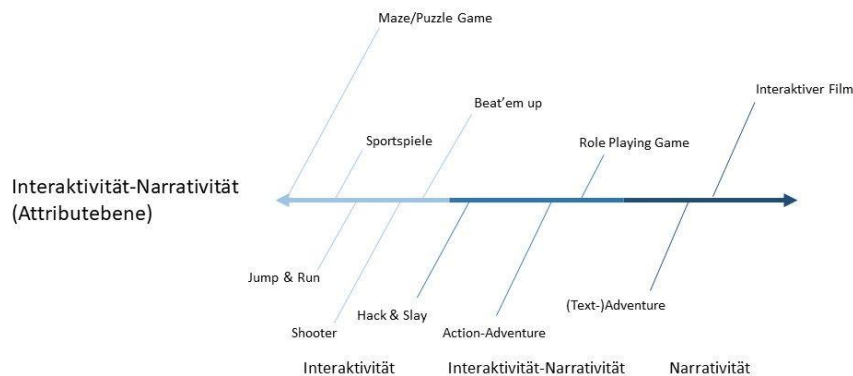 Maze/Puzzle Game
Interaktiver Film
Beat'em up
Sportspiele
Role Playing Game
Interaktivität-Narrativität
(Attributebene)
Jump & Run
(Text-)Adventure
Hack & Slay
Shooter
Action-Adventure
Interaktivität
Interaktivität-Narrativität
Narrativität